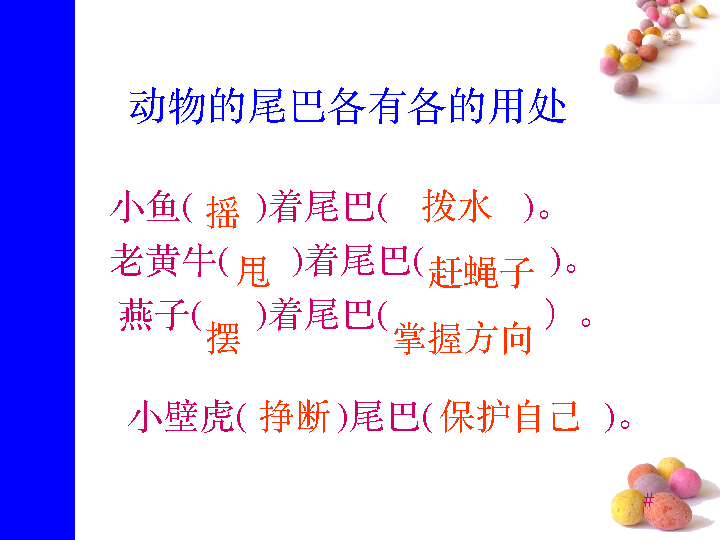 动物的尾巴各有各的用处
小鱼( 摇 )着尾巴( 拨水 )。
老黄牛( 甩 )着尾巴( 赶蝇子 )。
燕子( 摆 )着尾巴( 掌握方向 ）。
小壁虎( 挣断 )尾巴( 保护自己 )。
#